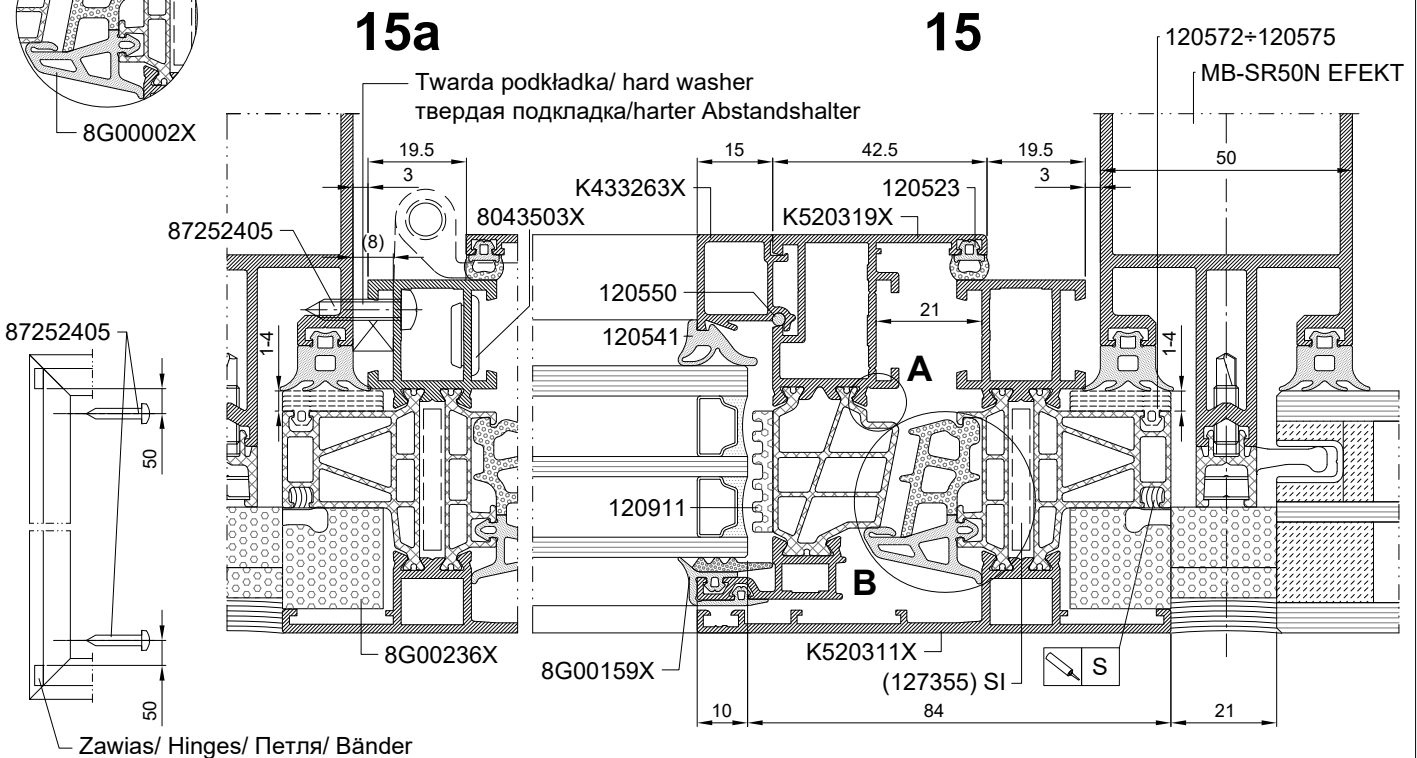 15a
15
120572÷120575
MB-SR50N EFEKT
Twarda podkładka/ hard washer
твердая подкладка/harter Abstandshalter
8G00002X
19.5
3
15
42.5
19.5
3
50
K433263X
120523
8043503X
K520319X
87252405
(8)
120550
21
120541
87252405
1-4
1-4
A
50
120911
B
8G00236X
8G00159X
K520311X
(127355) SI
S
50
10
84
21
Zawias/ Hinges/ Петля/ Bänder